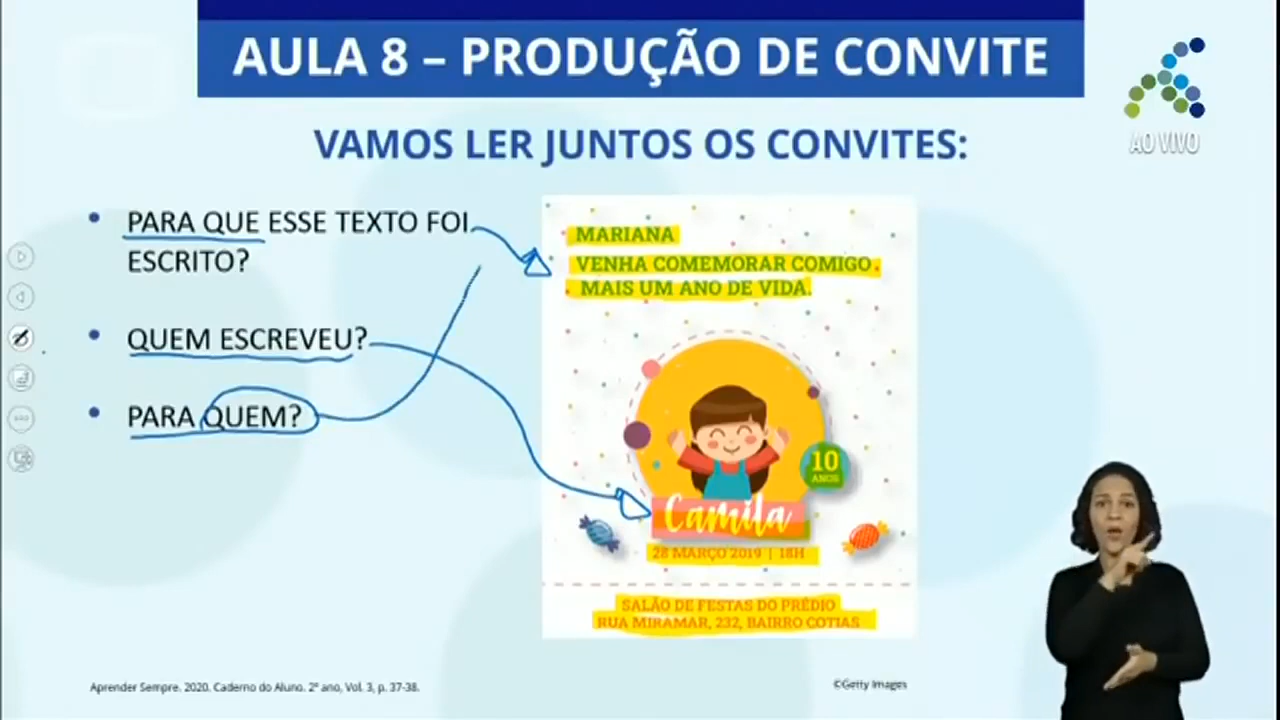 AULA 8 – PRODUÇÃO DE CONVITE
AO VIVO
VAMOS LER JUNTOS OS CONVITES:
• PARA QUE ESSE TEXTO FOI
ESCRITO?
• QUEM ESCREVEU?
• PARA QUEM?
MARIANA
VENHA COMEMORAR COMIGO
MAIS UM ANO DE VIDA.
10
ANOS
Camila
28 MARÇO 2019 | 18H
SALÃO DE FESTAS DO PRÉDIO
RUA MIRAMAR, 232, BAIRRO COTIAS
Aprender Sempre. 2020. Caderno do Aluno. 2º ano, Vol. 3, p. 37-38.
©Getty Images